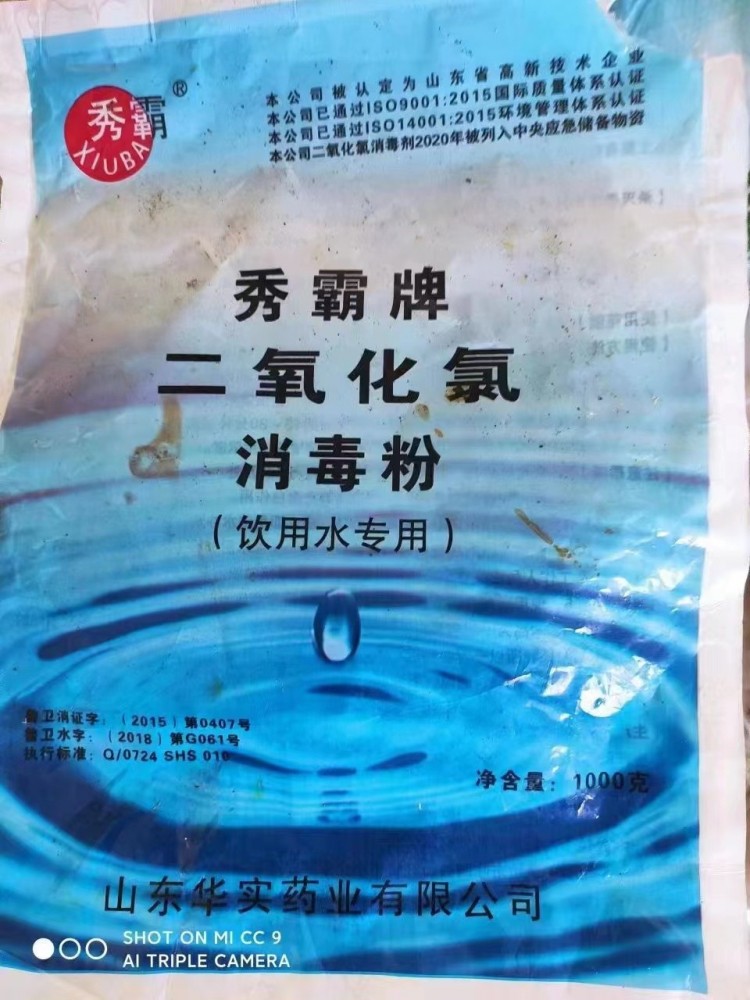 秀霸®
XIUBA
本公司被认定为山东省高新技术企业
本公司已通过ISO9001:2015国际质量体系认证
本公司已通过ISO14001:2015环境管理体系认证
本公司二氧化氯消毒剂2020年被列入中央应急储备物资
秀霸牌
二氧化氯
消毒粉
(饮用水专用)
卫消证字：(2015)第0407号
卫水字：(2018)第G061号
执行标准：Q/0724 SHS 010
净含量：1000克
山东华实药业有限公司
SHOT ON MI CC 9
AI TRIPLE CAMERA